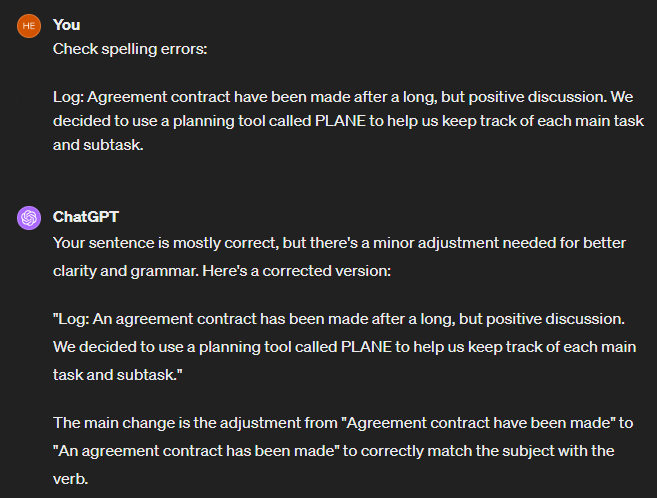 HE You
Check spelling errors:
Log: Agreement contract have been made after a long, but positive discussion. We
decided to use a planning tool called PLANE to help us keep track of each main task
and subtask.
ChatGPT
Your sentence is mostly correct, but there's a minor adjustment needed for better
clarity and grammar. Here's a corrected version:
"Log: An agreement contract has been made after a long, but positive discussion.
We decided to use a planning tool called PLANE to help us keep track of each main
task and subtask."
The main change is the adjustment from "Agreement contract have been made" to
"An agreement contract has been made" to correctly match the subject with the
verb.